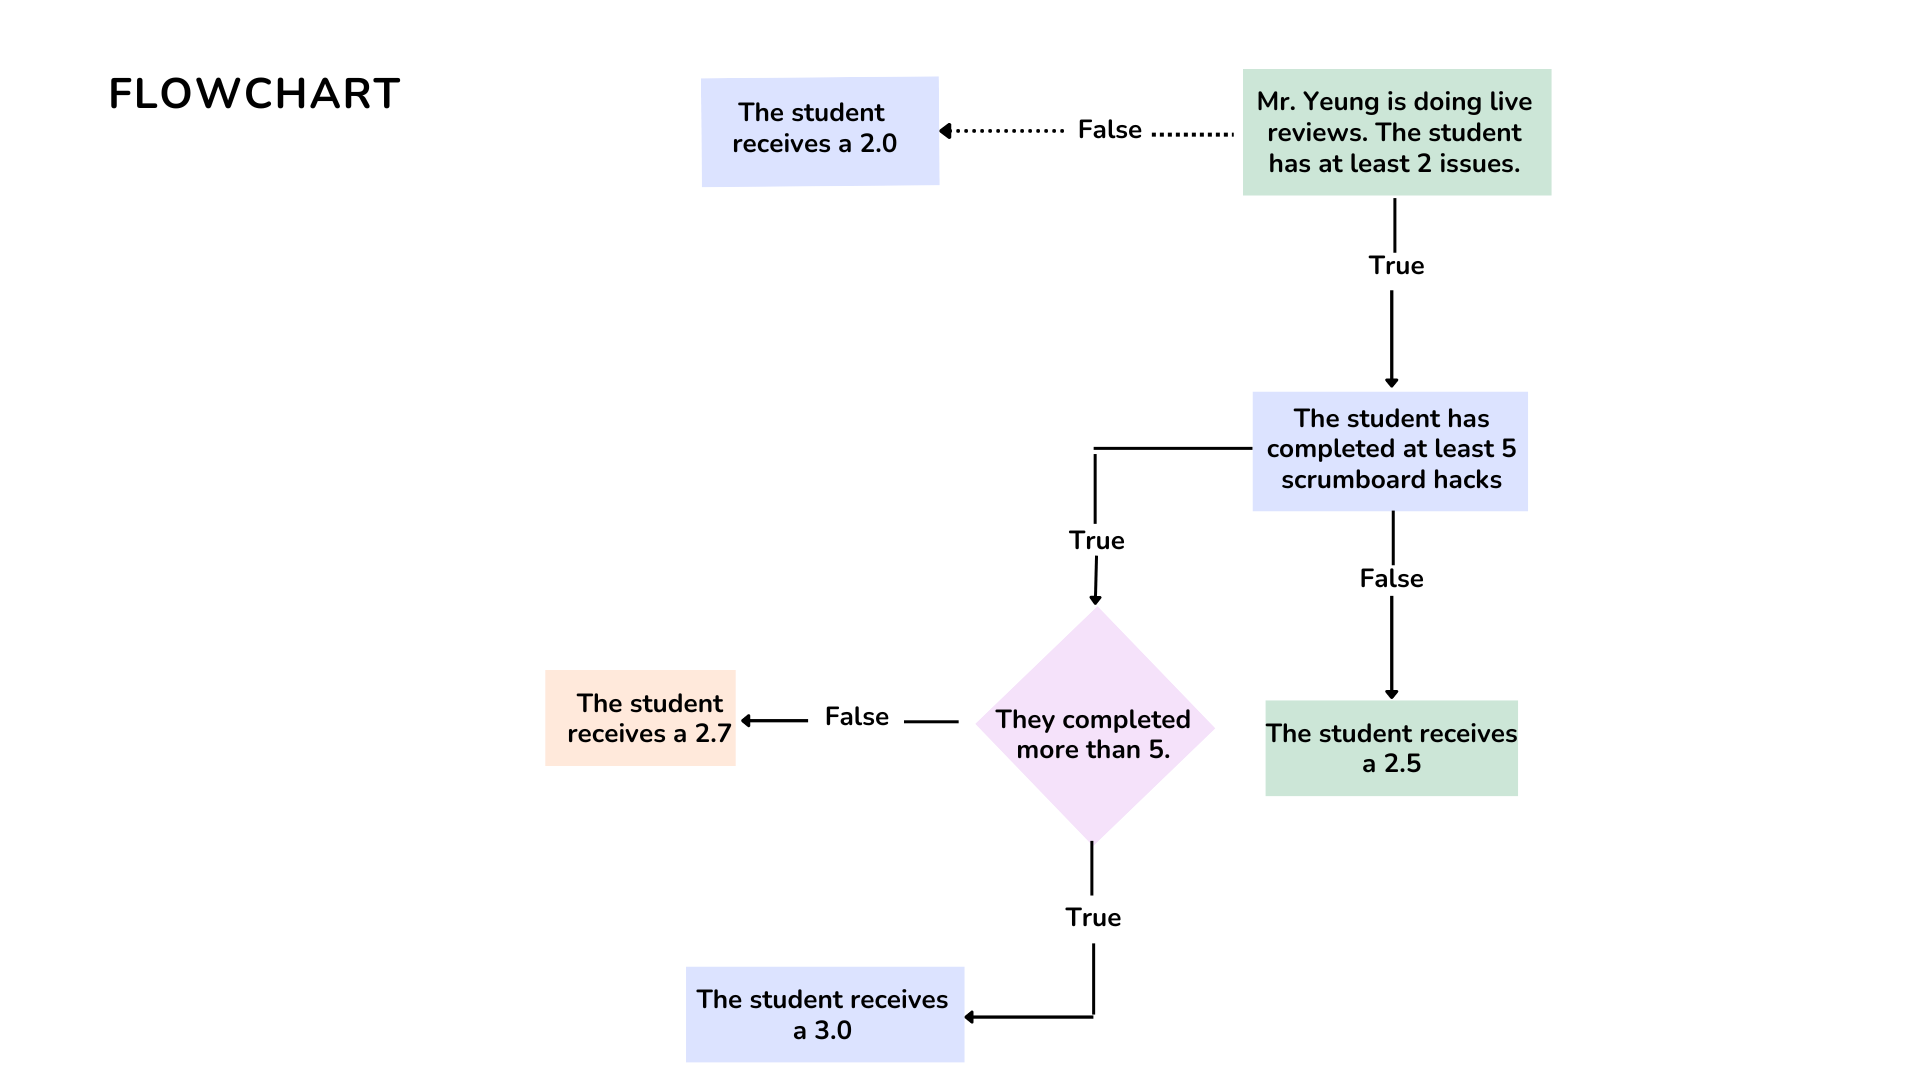 FLOWCHART
The student
receives a 2.0
False
Mr. Yeung is doing live
reviews. The student
has at least 2 issues.
True
The student has
completed at least 5
scrumboard hacks
True
False
The student
receives a 2.7
False
They completed
more than 5.
The student receives
a 2.5
True
The student receives
a 3.0